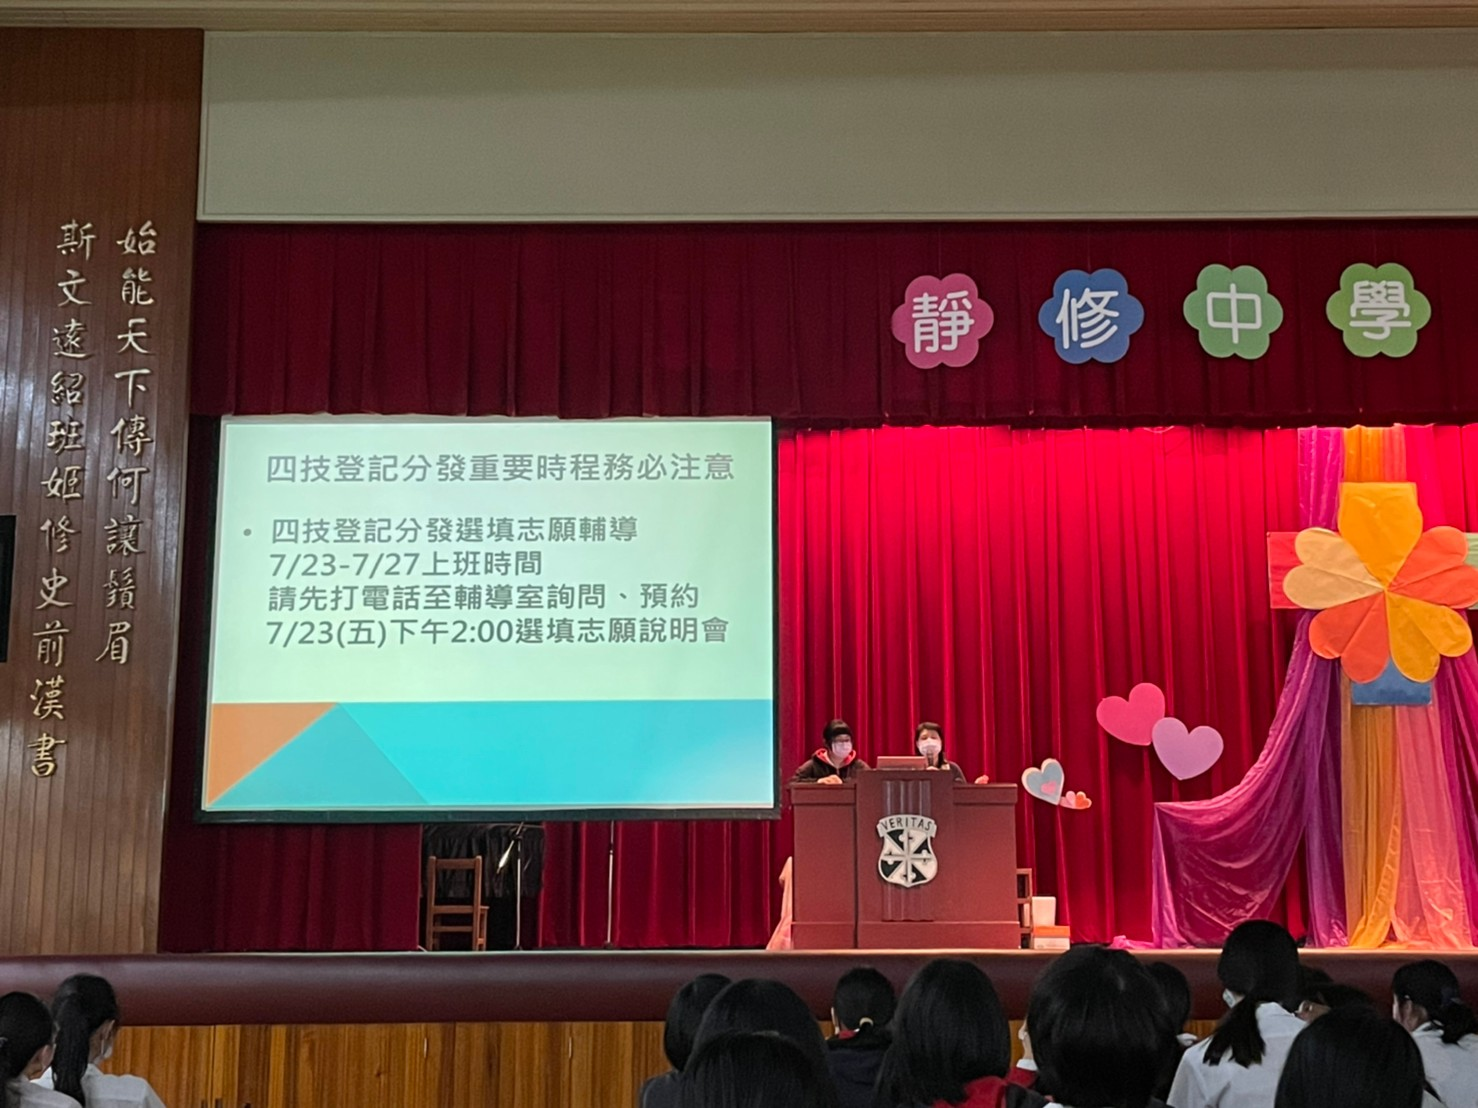 始能天下傳何讓鬚眉
斯文遠紹班姬修史前漢書
靜修中學
四技登記分發重要時程務必注意
• 四技登記分發選填志願輔導
7/23-7/27上班時間
請先打電話至輔導室詢問、預約
7/23(五)下午2:00選填志願說明會
VERITAS